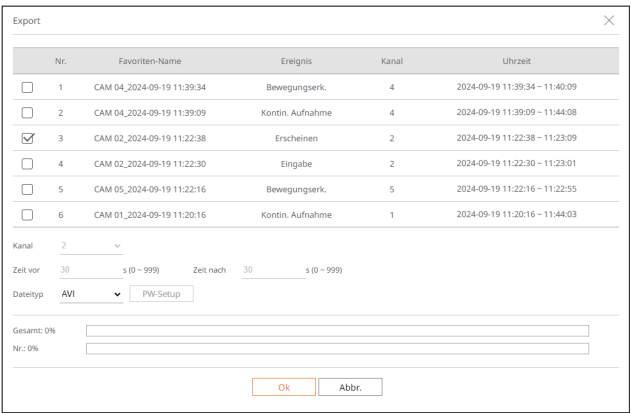 Export
Nr. Favoriten-Name Ereignis Kanal Uhrzeit
1 CAM 04_2024-09-19 11:39:34 Bewegungserk. 4 2024-09-19 11:39:34 ~ 11:40:09
2 CAM 04_2024-09-19 11:39:09 Kontin. Aufnahme 4 2024-09-19 11:39:09 ~ 11:44:08
3 CAM 02_2024-09-19 11:22:38 Erscheinen 2 2024-09-19 11:22:38 ~ 11:23:09
4 CAM 02_2024-09-19 11:22:30 Eingabe 2 2024-09-19 11:22:30 ~ 11:23:01
5 CAM 05_2024-09-19 11:22:16 Bewegungserk. 5 2024-09-19 11:22:16 ~ 11:22:55
6 CAM 01_2024-09-19 11:20:16 Kontin. Aufnahme 1 2024-09-19 11:20:16 ~ 11:44:03
Kanal 2
Zeit vor 30 s (0 ~ 999) Zeit nach 30 s (0 ~ 999)
Dateityp AVI PW-Setup
Gesamt: 0%
Nr.: 0%
Ok Abbr.